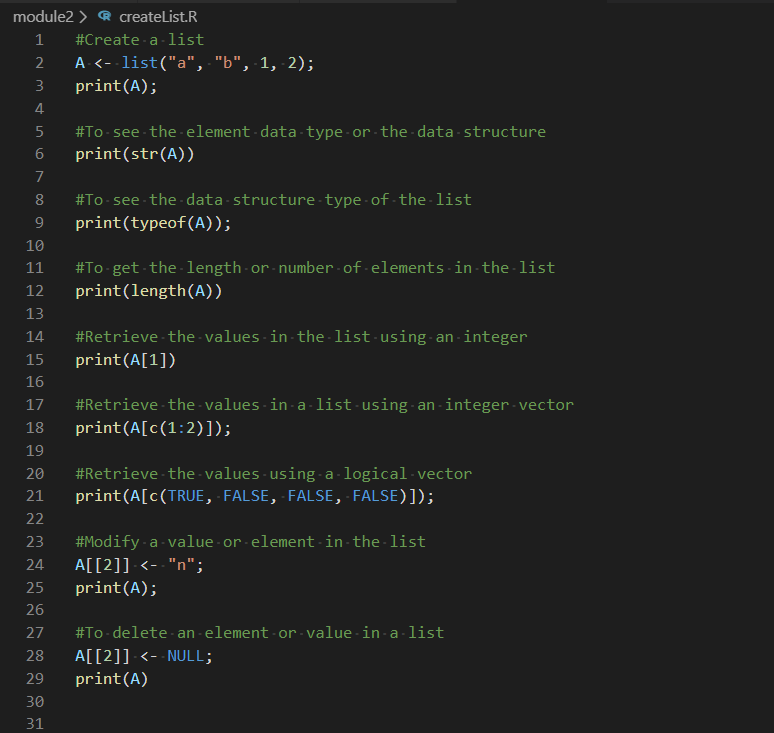 module2 > createList.R
1 #Create a list
2 A <- list("a", "b", 1, 2);
3 print(A);
4
5 #To see the element data type or the data structure
6 print(str(A))
7
8 #To see the data structure type of the list
9 print(typeof(A));
10
11 #To get the length or number of elements in the list
12 print(length(A))
13
14 #Retrieve the values in the list using an integer
15 print(A[1])
16
17 #Retrieve the values in a list using an integer vector
18 print(A[c(1:2)]);
19
20 #Retrieve the values using a logical vector
21 print(A[c(TRUE, FALSE, FALSE, FALSE)]);
22
23 #Modify a value or element in the list
24 A[[2]] <- "n";
25 print(A);
26
27 #To delete an element or value in a list
28 A[[2]] <- NULL;
29 print(A)
30
31